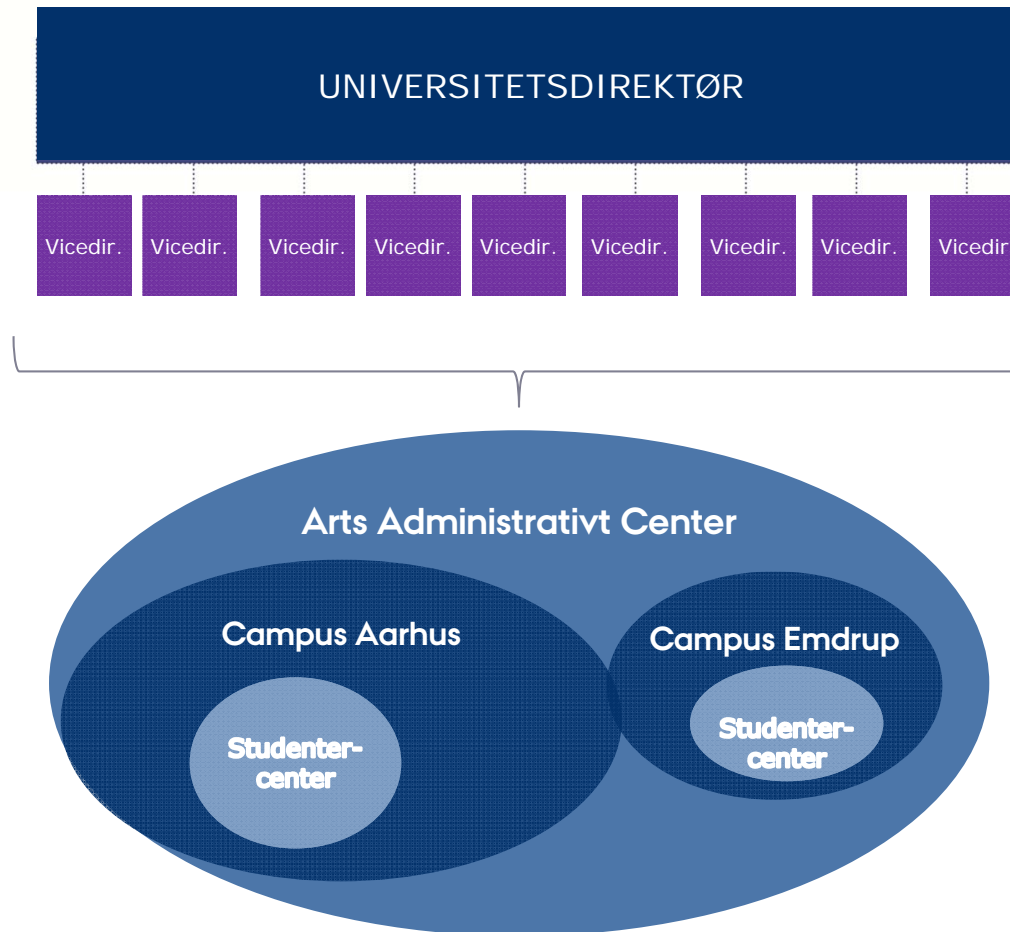 UNIVERSITETSDIREKTØR
Vicedir. Vicedir. Vicedir. Vicedir. Vicedir. Vicedir. Vicedir. Vicedir. Vicedir
Arts Administrativt Center
Campus Aarhus
Campus Emdrup
Studenter-
center
Studenter-
center